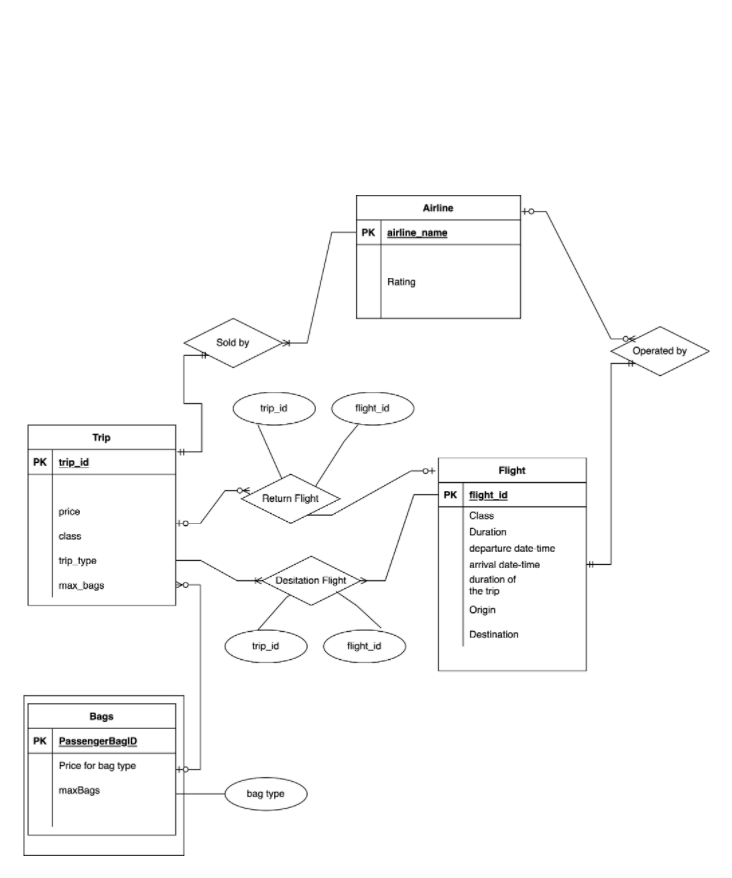 Airline
PK airline_name
Rating
Sold by
Operated by
trip_id
flight_id
Trip
PK trip_id
price
class
trip_type
max_bags
Return Flight
Flight
PK flight_id
Class
Duration
departure date-time
arrival date-time
duration of
the trip
Origin
Destination
Desitation Flight
trip_id
flight_id
Bags
PK PassengerBagID
Price for bag type
maxBags
bag type